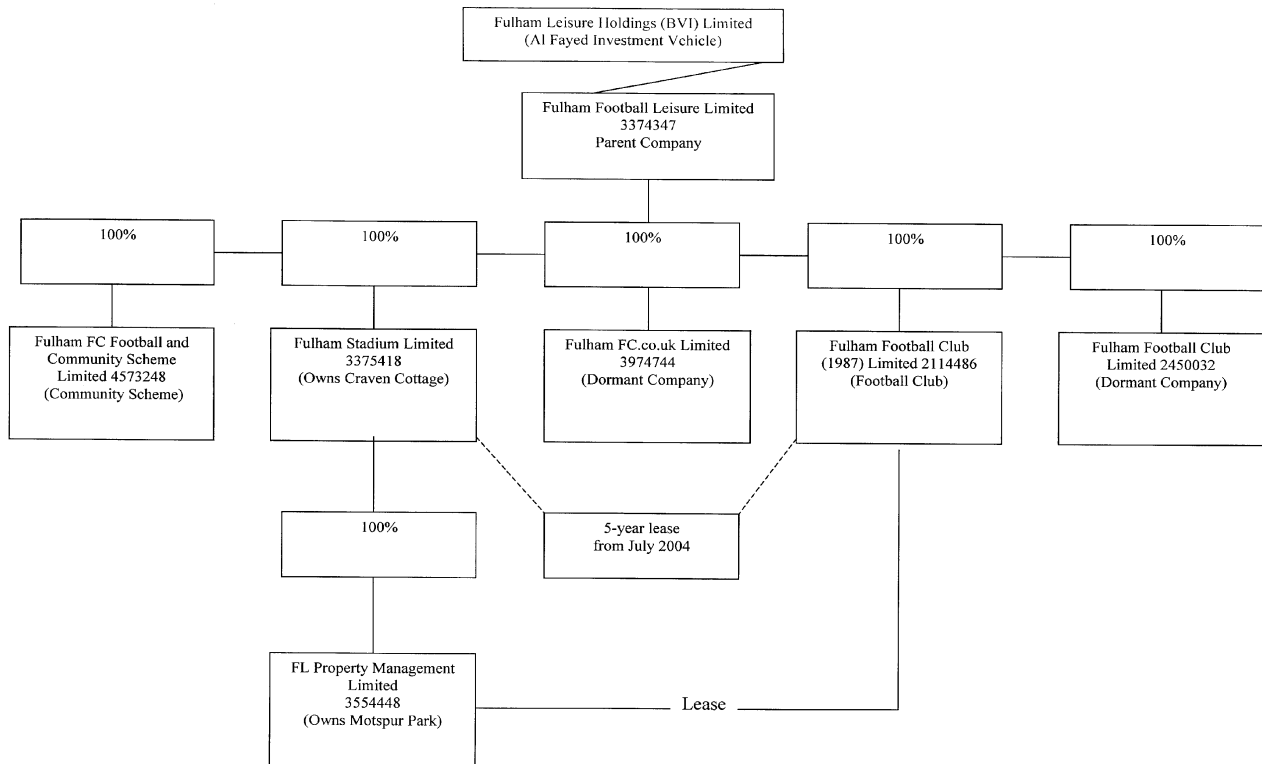 Fulham Leisure Holdings (BVI) Limited
(Al Fayed Investment Vehicle)
Fulham Football Leisure Limited
3374347
Parent Company
100%
100%
100%
100%
100%
Fulham FC Football and
Community Scheme
Limited 4573248
(Community Scheme)
Fulham Stadium Limited
3375418
(Owns Craven Cottage)
Fulham FC.co.uk Limited
3974744
(Dormant Company)
Fulham Football Club
(1987) Limited 2114486
(Football Club)
Fulham Football Club
Limited 2450032
(Dormant Company)
100%
5-year lease
from July 2004
FL Property Management
Limited
3554448
(Owns Motspur Park)
Lease